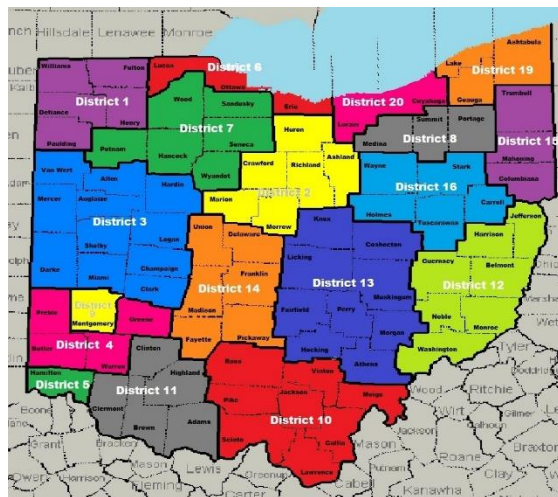 Hillsdale Lenawee Monroe
Ashtabula
Williams Fulton Lucas District 6 Lake District 19
Ottawa Geauga
District 1 Wood Sandusky Erie District 20 Cuyahoga Trumbull
Lorain
Defiance Henry District 7 Huron Summit Portage
Medina District 8
Paulding Putnam Seneca Ashland
Hancock Crawford Richland Wayne Stark Mahoning
Van Wert Allen Wyandot Columbiana
Hardin District 16
Mercer Auglaize Marion District 2 Carroll
Holmes Tuscarawas Jefferson
District 3 Morrow Harrison
Union Knox Coshocton
Logan Delaware Guernsey Belmont
Shelby Licking
Darke Miami Champaign Franklin District 13 District 12
Clark District 14 Muskingum
Preble District 9 Madison Fairfield Perry Noble Monroe
Montgomery Greene Morgan
District 4 Fayette Pickaway Hocking Washington
Butler Warren Clinton Ross Athens Tyler
Hamilton Highland Vinton Wood Ritchie
District 5 District 11 Pike Jackson Meigs Wirt
Clermont District 10
Brown Adams Scioto Gallia Mason Jackson Roane Braxton
Grant Bracken Lawrence Putnam
Mason Lewis Greenup Cabell Clay
Owen Harrison Fleming Carter Kanawha